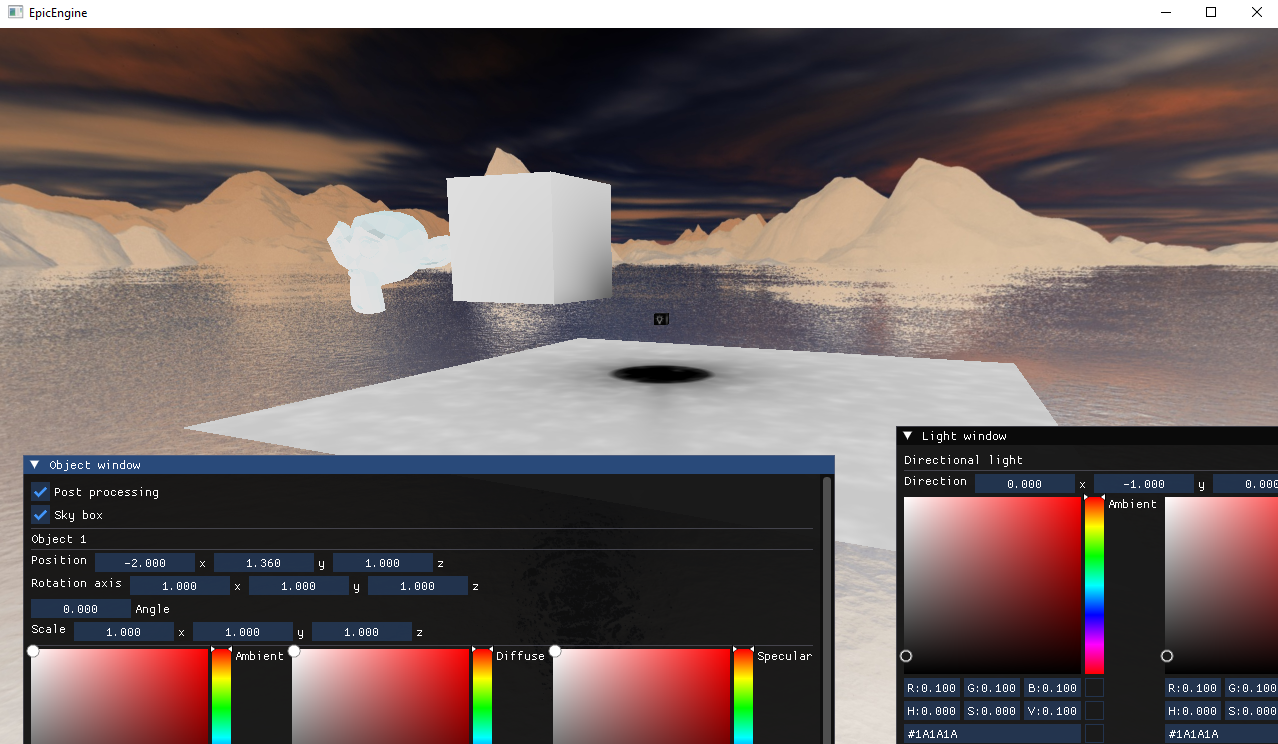 EpicEngine
Object window
Post processing
Sky box
Object 1
Position -2.000 x 1.360 y 1.000 z
Rotation axis 1.000 x 1.000 y 1.000 z
0.000 Angle
Scale 1.000 x 1.000 y 1.000 z
Ambient Diffuse Specular
Light window
Directional light
Direction 0.000 x -1.000 y 0.000
Ambient
R:0.100 G:0.100 B:0.100 R:0.100 G:0.100
H:0.000 S:0.000 V:0.100 H:0.000 S:0.000
#1A1A1A #1A1A1A